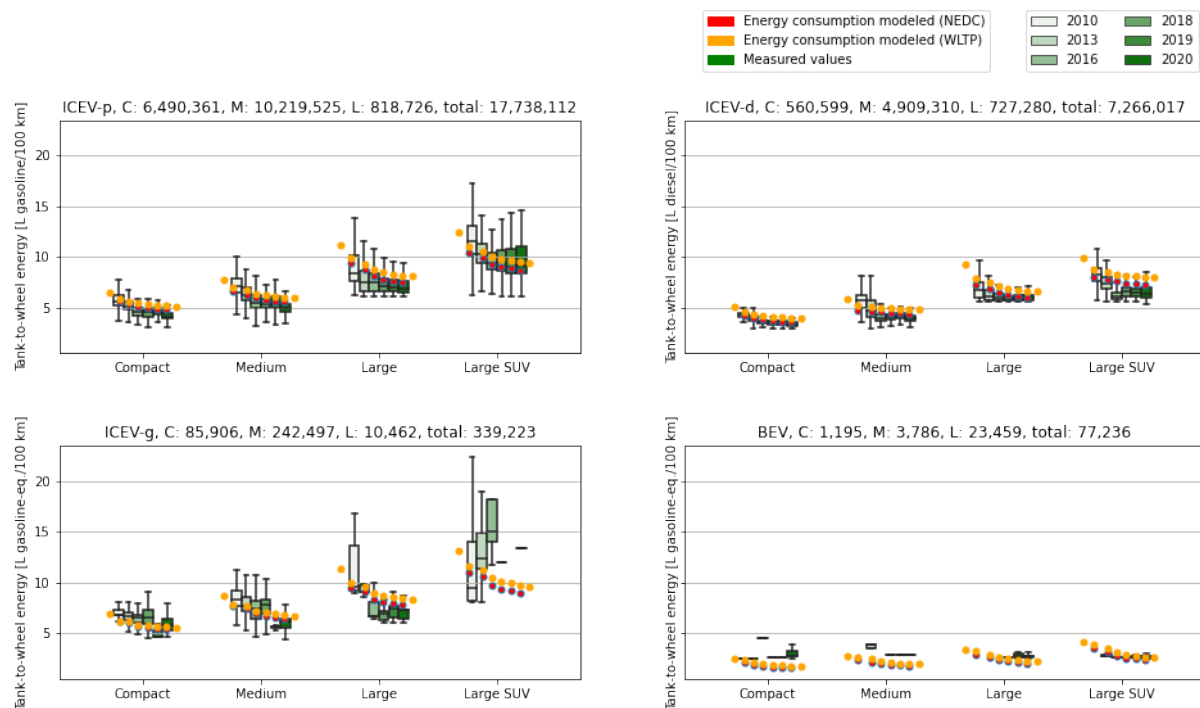 Energy consumption modeled (NEDC)
Energy consumption modeled (WLTP)
Measured values
2010
2013
2016
2018
2019
2020
ICEV-p, C: 6,490,361, M: 10,219,525, L: 818,726, total: 17,738,112
Tank-to-wheel energy [L gasoline/100 km]
20
15
10
5
Compact
Medium
Large
Large SUV
ICEV-d, C: 560,599, M: 4,909,310, L: 727,280, total: 7,266,017
Tank-to-wheel energy [L diesel/100 km]
Compact
Medium
Large
Large SUV
ICEV-g, C: 85,906, M: 242,497, L: 10,462, total: 339,223
Tank-to-wheel energy [L gasoline-eq./100 km]
20
15
10
5
Compact
Medium
Large
Large SUV
BEV, C: 1,195, M: 3,786, L: 23,459, total: 77,236
Tank-to-wheel energy [L gasoline-eq./100 km]
Compact
Medium
Large
Large SUV